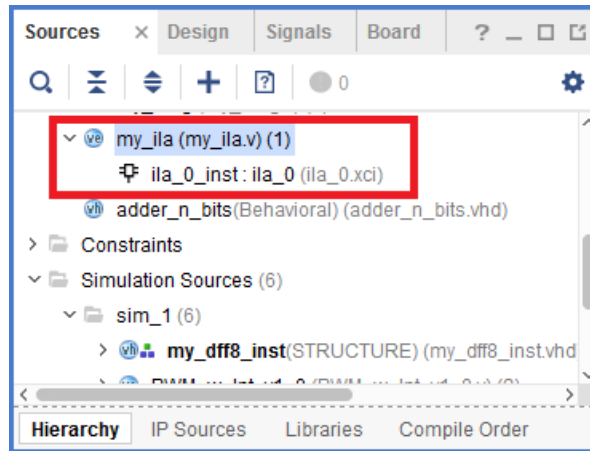 Sources × Design Signals Board ?
0
my_ila (my_ila.v) (1)
ila_0_inst : ila_0 (ila_0.xci)
adder_n_bits(Behavioral) (adder_n_bits.vhd)
Constraints
Simulation Sources (6)
sim_1 (6)
my_dff8_inst(STRUCTURE) (my_dff8_inst.vhd
Hierarchy IP Sources Libraries Compile Order